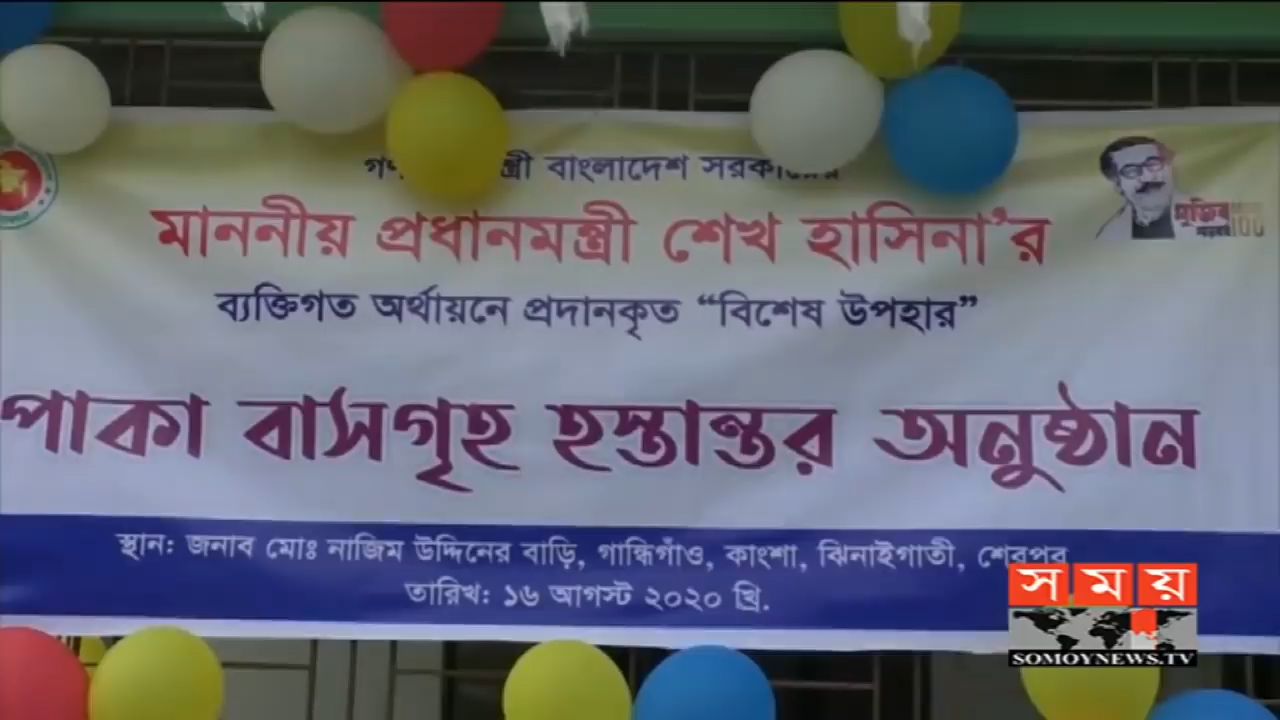 বাংলাদেশ
মাননীয় প্রধানমন্ত্রী শেখ হাসিনা’র
ব্যক্তিগত অর্থায়নে প্রদানকৃত “বিশেষ উপহার”
পাকা বাসগৃহ হস্তান্তর অনুষ্ঠান
স্থান: জনাব মোঃ নাজিম উদ্দিনের বাড়ি, গান্ধিগাঁও, কাংশা, ঝিনাইগাতী, শেরপুর
তারিখ: ১৬ আগস্ট ২০২০ খ্রি.
মুজিব
100
সময়
SOMOYNEWS.TV